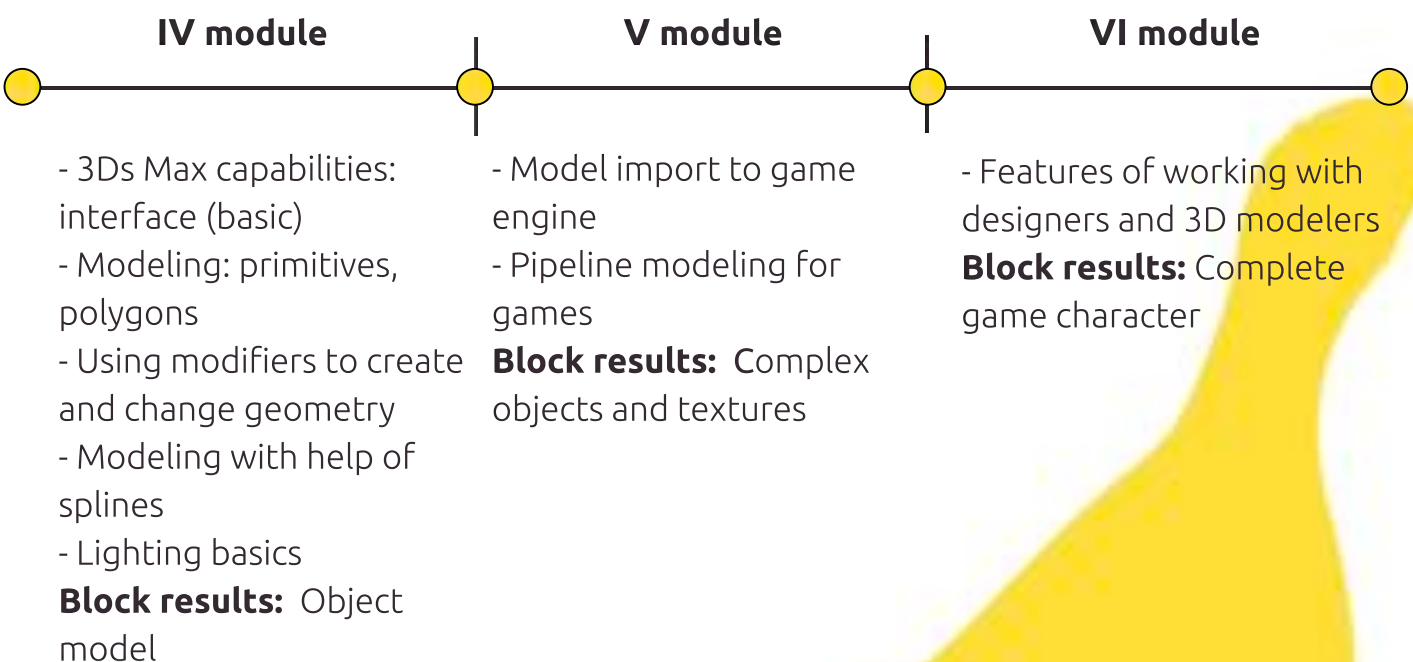 IV module
- 3Ds Max capabilities:
interface (basic)
- Modeling: primitives,
polygons
- Using modifiers to create
and change geometry
- Modeling with help of
splines
- Lighting basics
Block results: Object
model
V module
- Model import to game
engine
- Pipeline modeling for
games
Block results: Complex
objects and textures
VI module
- Features of working with
designers and 3D modelers
Block results: Complete
game character